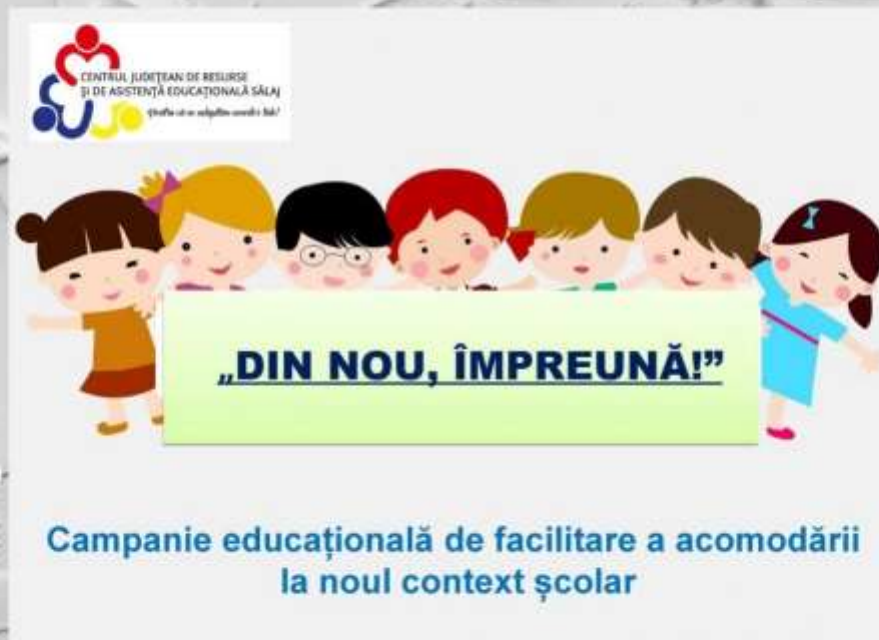 CENTRUL JUDEȚEAN DE RESURSE
ȘI DE ASISTENȚĂ EDUCAȚIONALĂ SĂLAJ
„DIN NOU, ÎMPREUNĂ!”
Campanie educațională de facilitare a acomodării
la noul context școlar